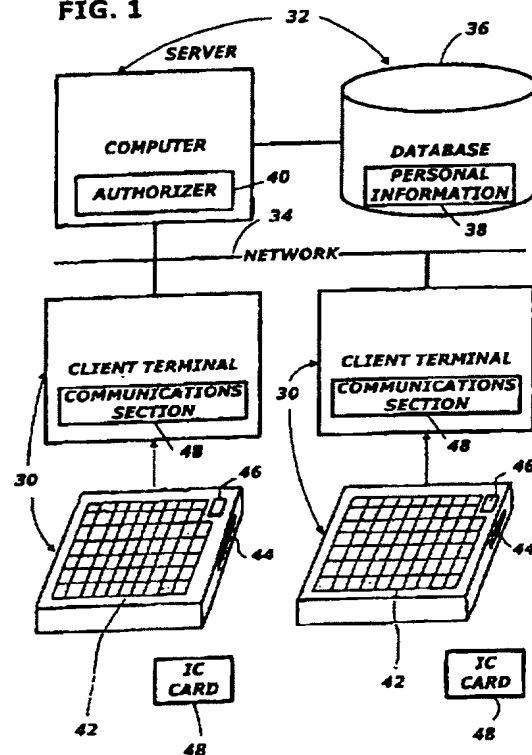 FIG. 1
32
36
SERVER
COMPUTER
AUTHORIZER
40
34
DATABASE
PERSONAL
INFORMATION
38
NETWORK
CLIENT TERMINAL
COMMUNICATIONS
SECTION
48
30
46
44
42
IC
CARD
48
CLIENT TERMINAL
COMMUNICATIONS
SECTION
48
30
46
44
42
IC
CARD
48